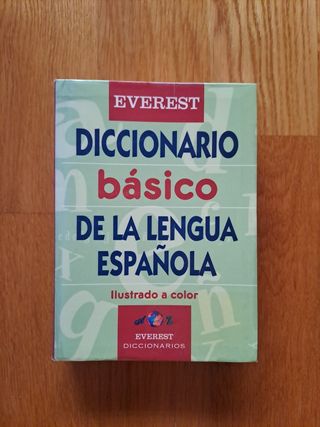 EVEREST
DICCIONARIO
básico
DE LA LENGUA
ESPAÑOLA
Ilustrado a color
EVEREST
DICCIONARIOS